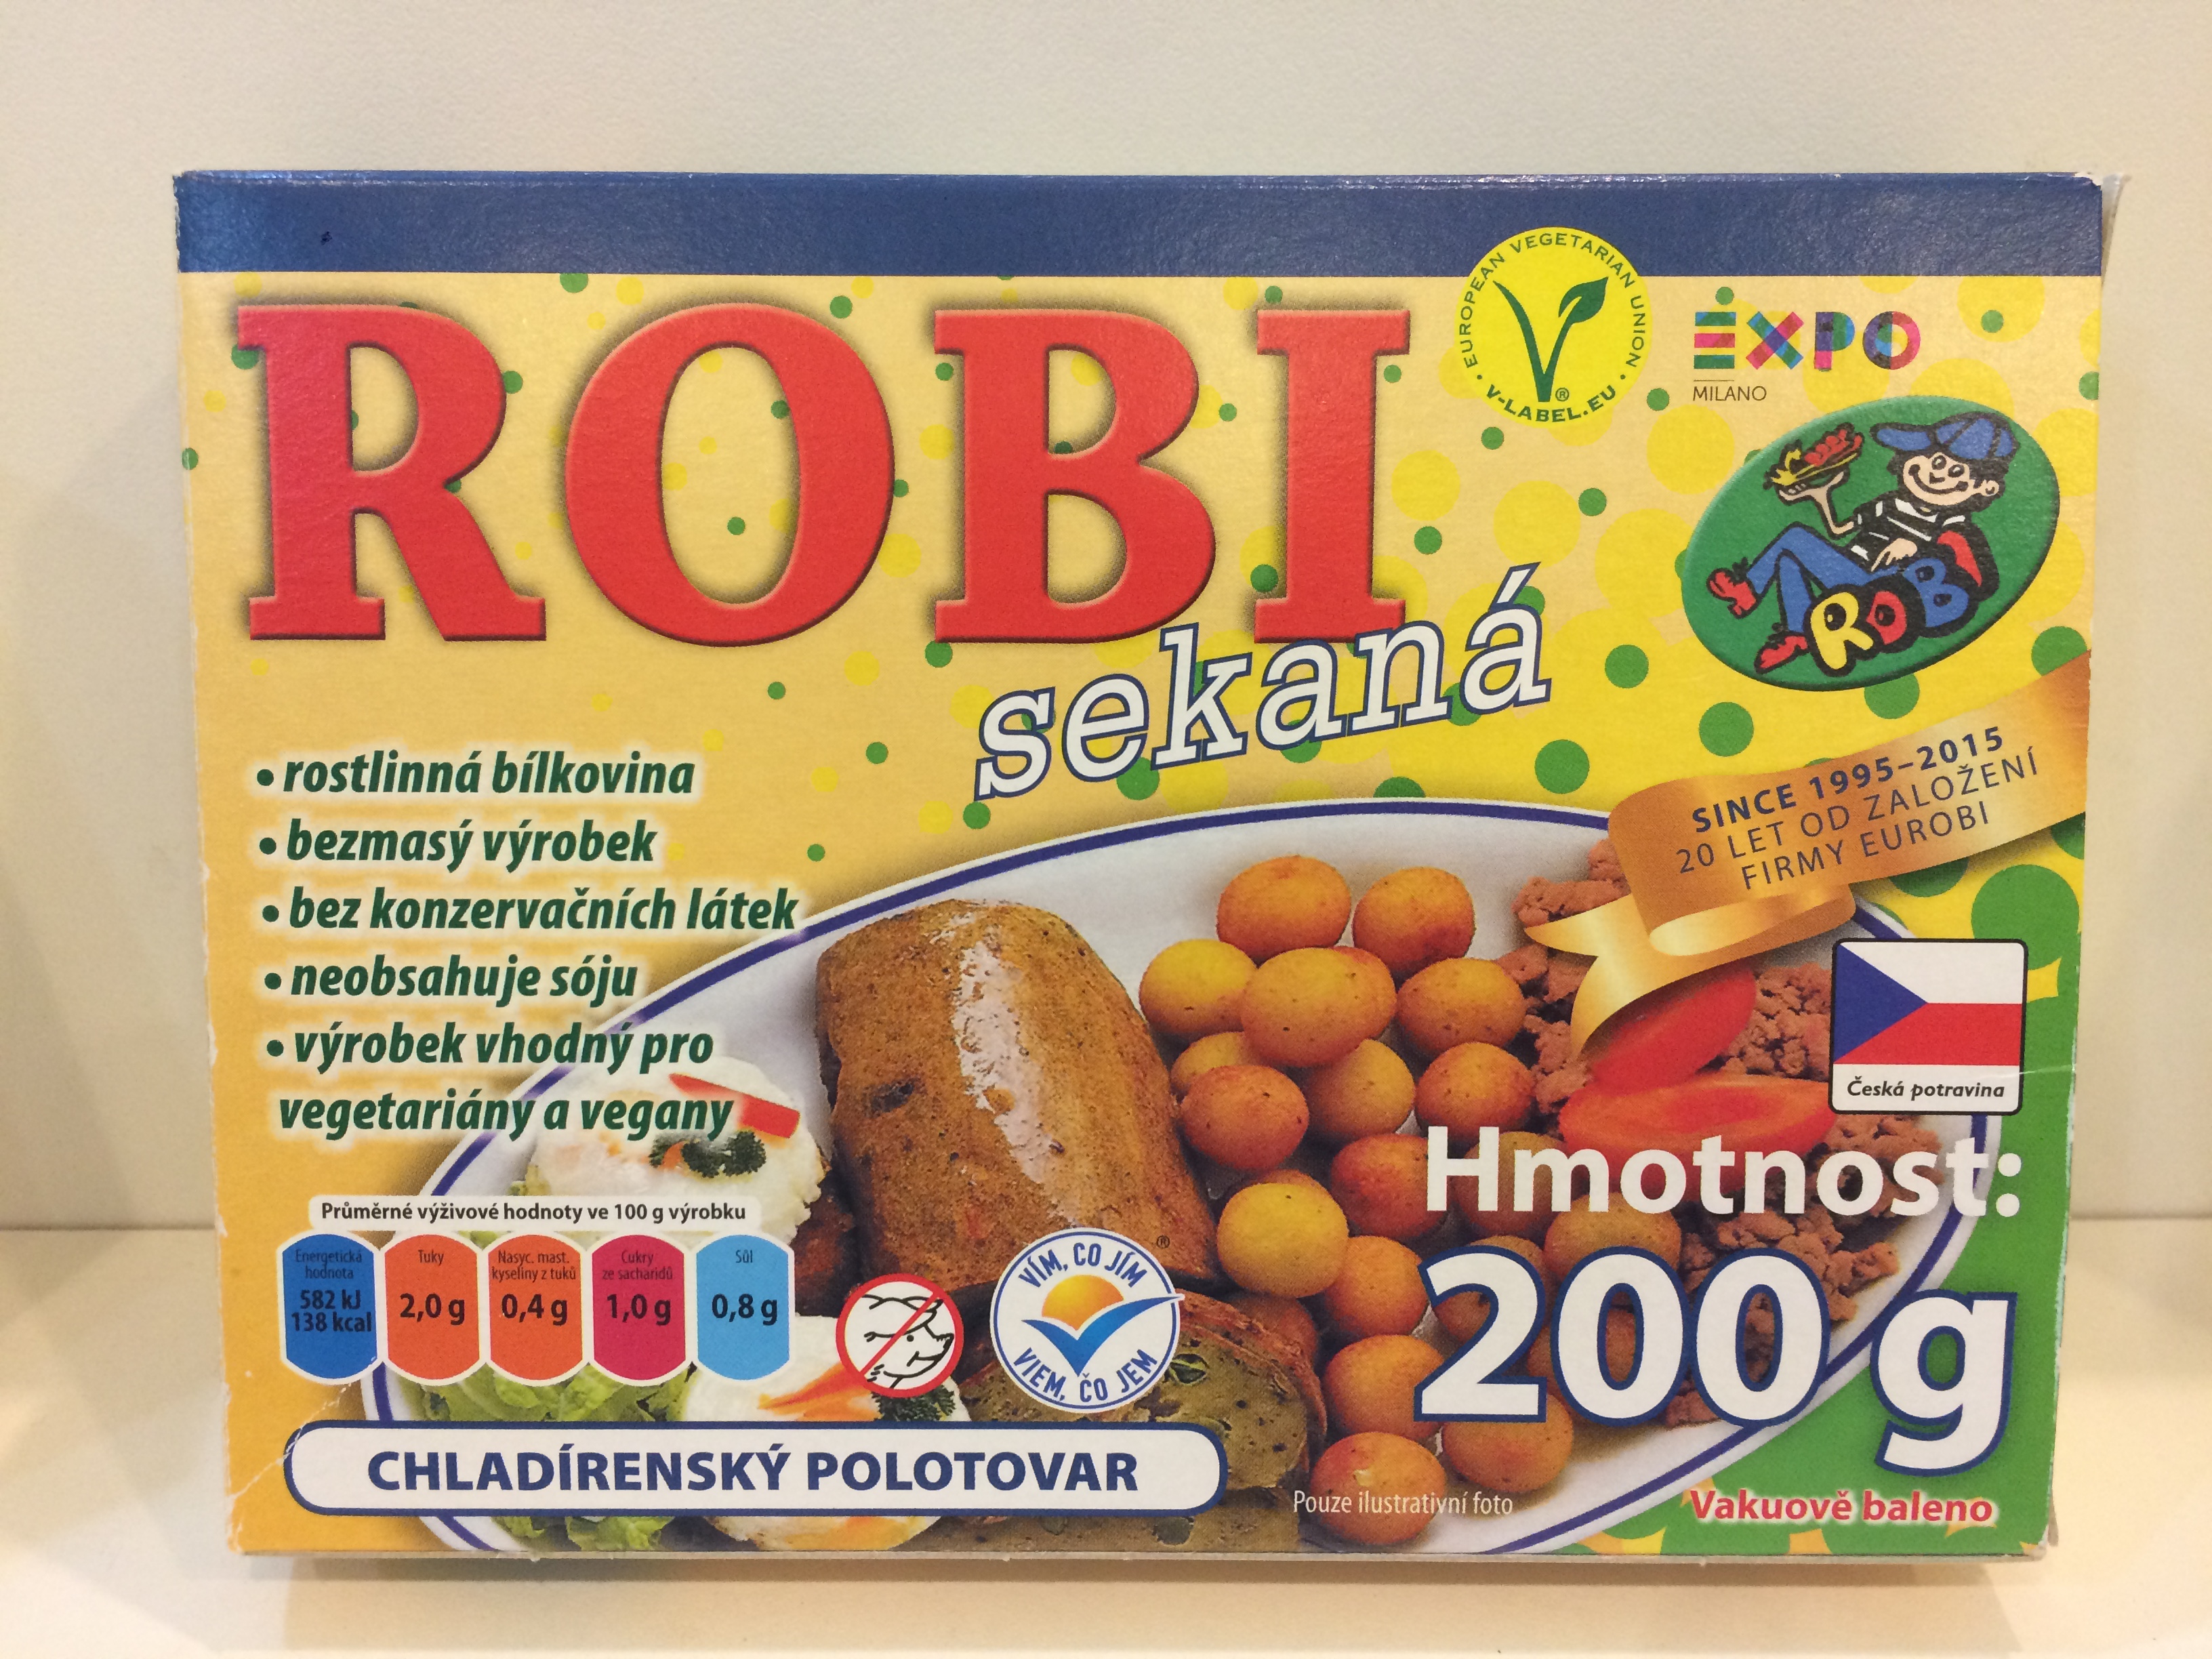 ROBI
sekaná
EUROPEAN VEGETARIAN UNION
V-LABEL.EU
®
EXPO
MILANO
ROBI
SINCE 1995–2015
20 LET OD ZALOŽENÍ
FIRMY EUROBI
• rostlinná bílkovina
• bezmasý výrobek
• bez konzervačních látek
• neobsahuje sóju
• výrobek vhodný pro
vegetariány a vegany
Česká potravina
Průměrné výživové hodnoty ve 100 g výrobku
Energetická
hodnota
582 kJ
138 kcal
Tuky
2,0 g
Nasyc. mast.
kyseliny z tuků
0,4 g
Cukry
ze sacharidů
1,0 g
Sůl
0,8 g
VÍM, CO JÍM
®
VIEM, ČO JEM
Hmotnost:
200 g
CHLADÍRENSKÝ POLOTOVAR
Pouze ilustrativní foto
Vakuově baleno